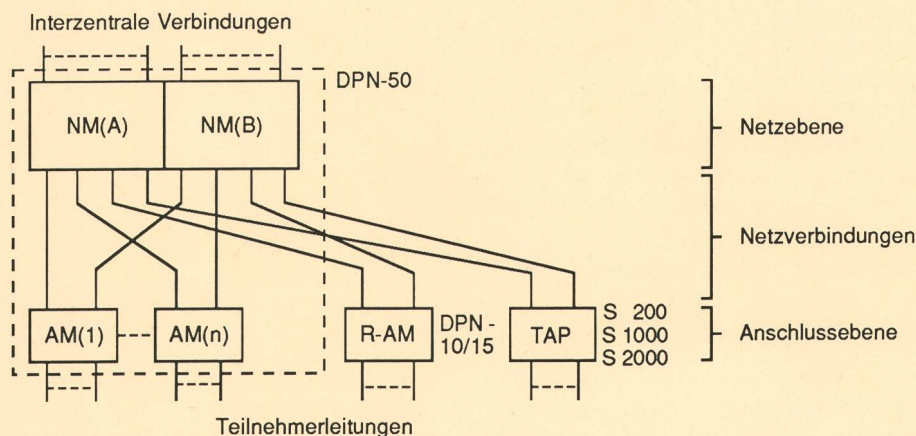 Interzentrale Verbindungen
DPN-50
NM(A) NM(B)
Netzebene
Netzverbindungen
AM(1) AM(n) R-AM DPN -
10/15
TAP S 200
S 1000
S 2000
Anschlussebene
Teilnehmerleitungen